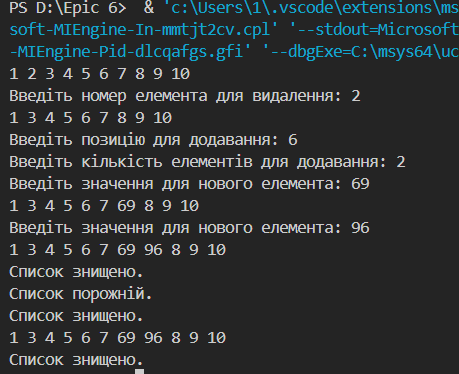 PS D:\Epic 6>  & 'c:\Users\1\.vscode\extensions\ms
soft-MIEngine-In-mmtjt2cv.cpl' '--stdout=Microsoft
-MIEngine-Pid-dlcqafgs.gfi' '--dbgExe=C:\msys64\uc
1 2 3 4 5 6 7 8 9 10
Введіть номер елемента для видалення: 2
1 3 4 5 6 7 8 9 10
Введіть позицію для додавання: 6
Введіть кількість елементів для додавання: 2
Введіть значення для нового елемента: 69
1 3 4 5 6 7 69 8 9 10
Введіть значення для нового елемента: 96
1 3 4 5 6 7 69 96 8 9 10
Список знищено.
Список порожній.
Список знищено.
1 3 4 5 6 7 69 96 8 9 10
Список знищено.